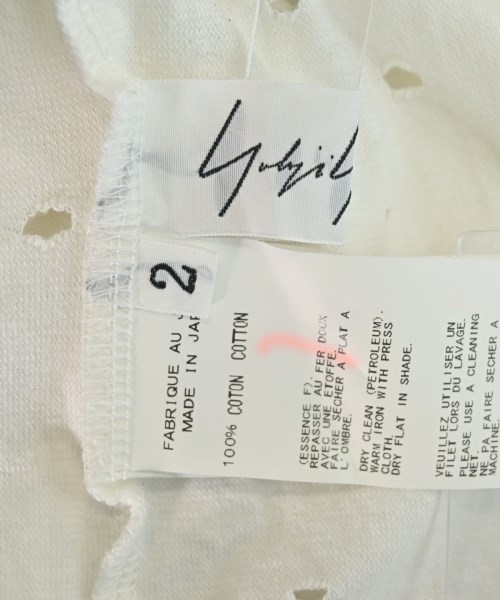 Yohji Y
2
FABRIQUE AU J
MADE IN JAP
100% COTON COTTON
(ESSENCE F).
REPASSER AU FER DOUX
AVEC UNE ETOFFE.
FAIRE SECHER A PLAT A
L'OMBRE.
DRY CLEAN (PETROLEUM).
WARM IRON WITH PRESS
CLOTH.
DRY FLAT IN SHADE.
VEUILLEZ UTILISER UN
FILET LORS DU LAVAGE.
PLEASE USE A CLEANING
NET.
NE PA FAIRE SECHER A
MACHINE.